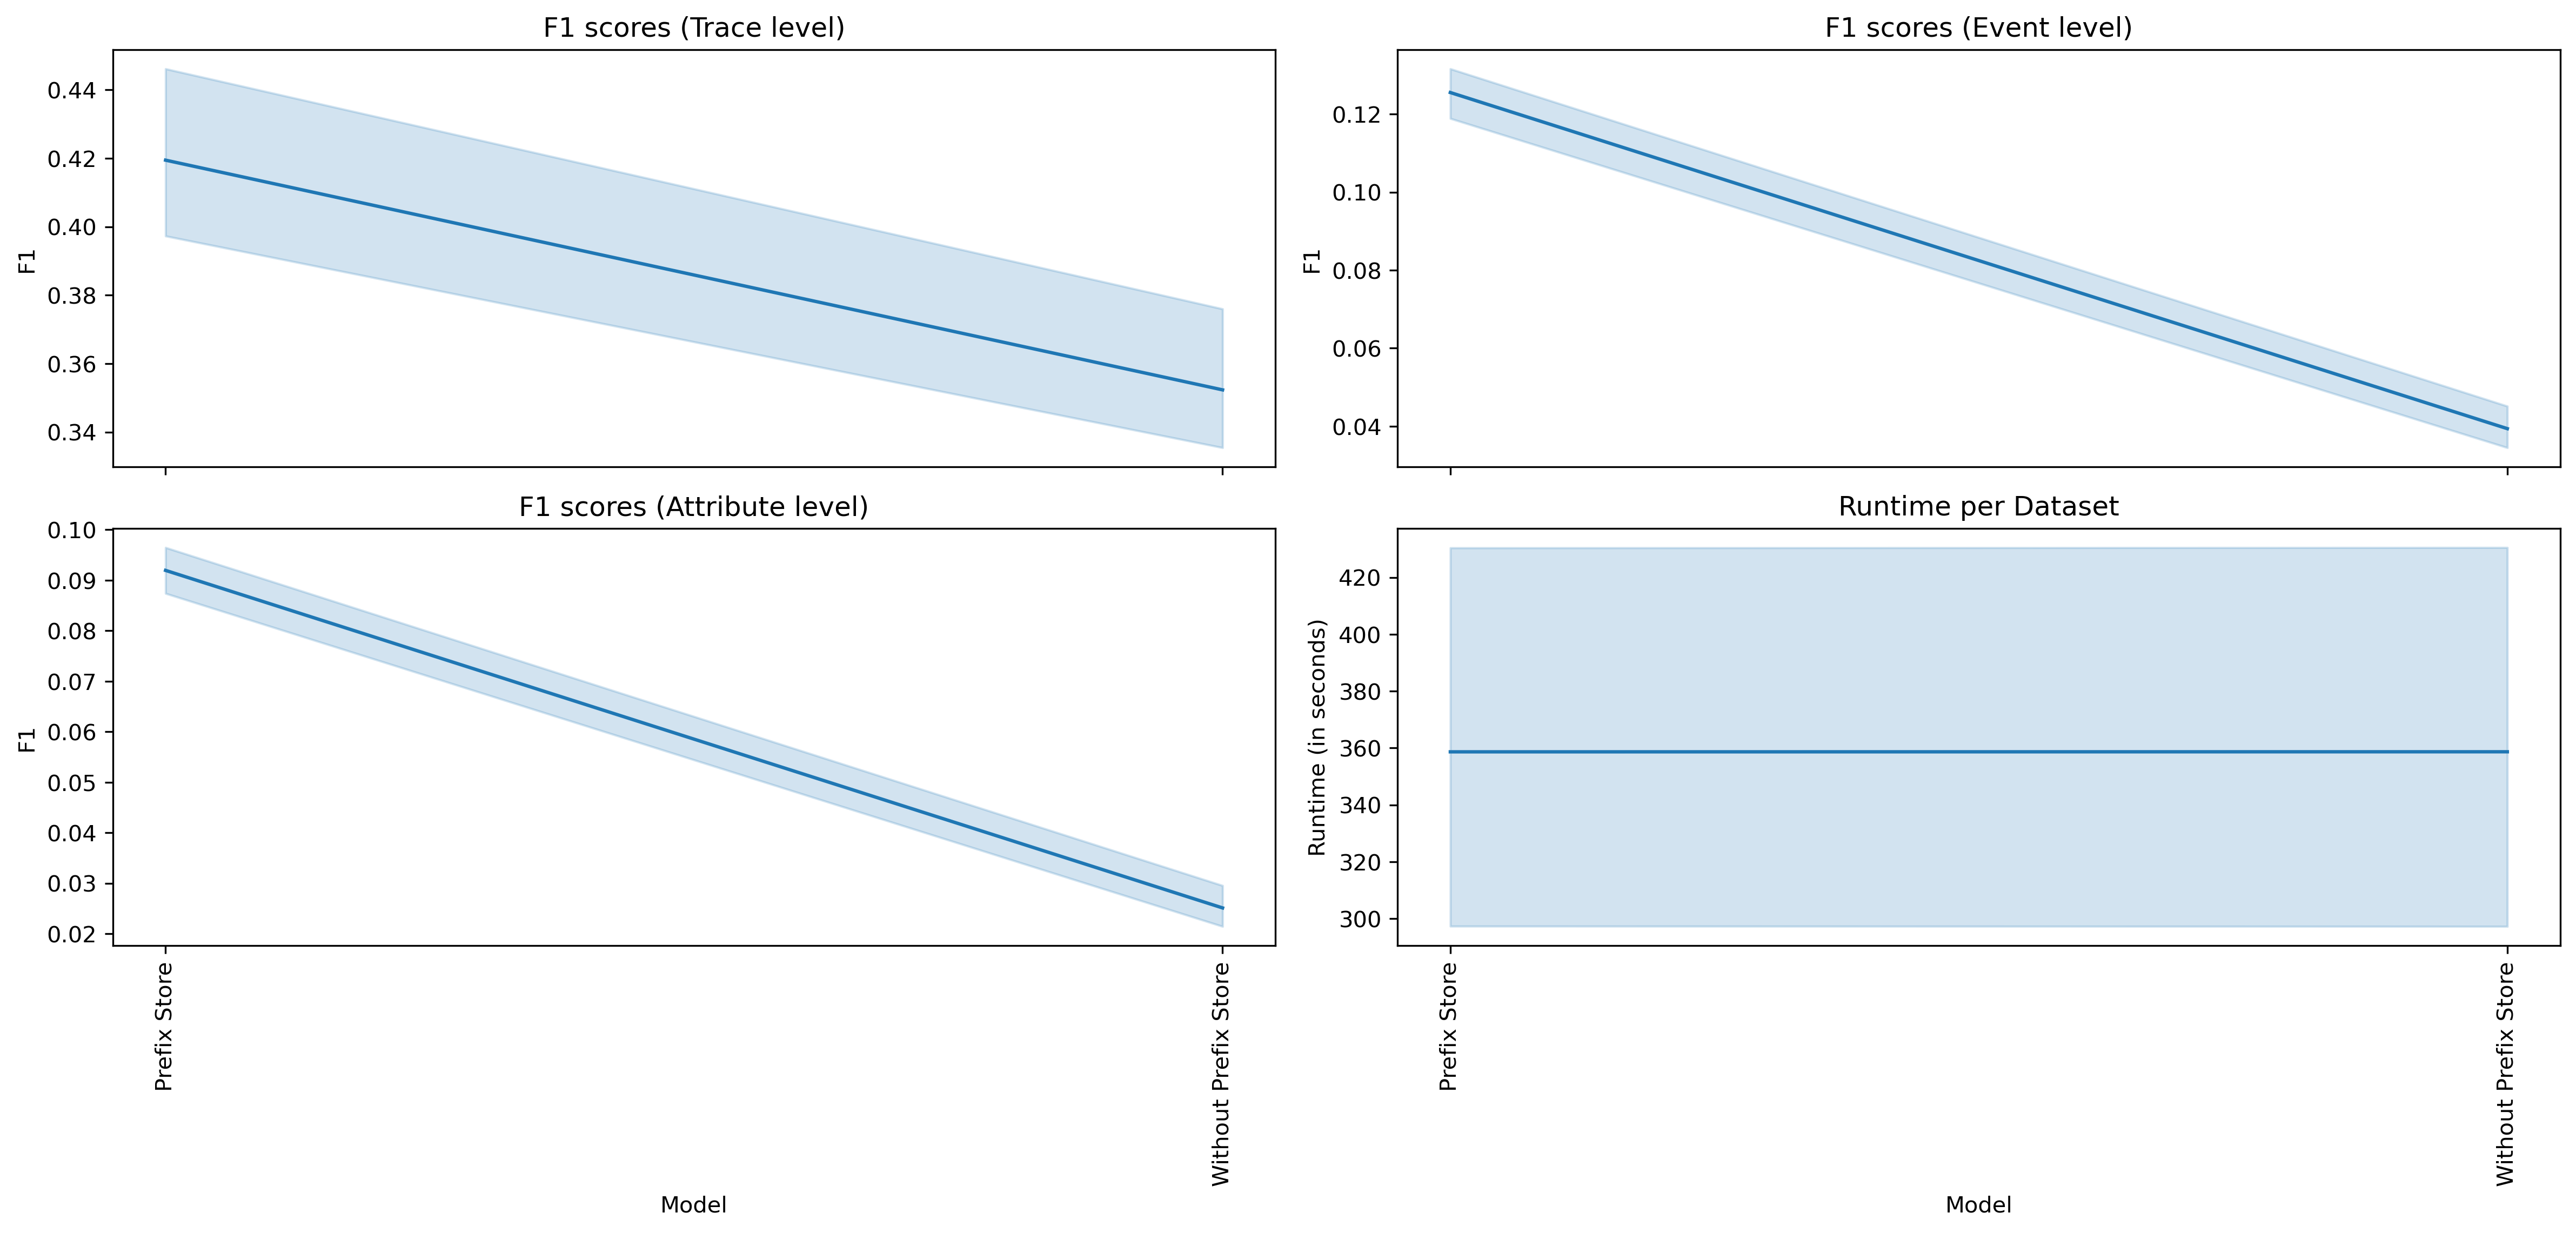 F1 scores (Trace level)
F1
0.44
0.42
0.40
0.38
0.36
0.34
F1 scores (Event level)
F1
0.12
0.10
0.08
0.06
0.04
F1 scores (Attribute level)
F1
0.10
0.09
0.08
0.07
0.06
0.05
0.04
0.03
0.02
Prefix Store
Without Prefix Store
Model
Runtime per Dataset
Runtime (in seconds)
420
400
380
360
340
320
300
Prefix Store
Without Prefix Store
Model